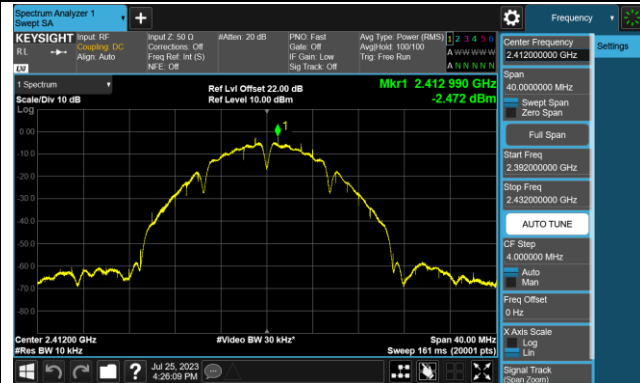 Spectrum Analyzer 1
Swept SA
Frequency
KEYSIGHT
RL
Input: RF
Coupling: DC
Align: Auto
Input Z: 50 Ω
Corrections: Off
Freq Ref: Int (S)
NFE: Off
#Atten: 20 dB
PNO: Fast
Gate: Off
IF Gain: Low
Sig Track: Off
Avg Type: Power (RMS)
Avg|Hold: 100/100
Trig: Free Run
1 2 3 4 5 6
A W W W W W
A N N N N N
LXI
1 Spectrum
Scale/Div 10 dB
Log
Ref Lvl Offset 22.00 dB
Ref Level 10.00 dBm
Mkr1 2.412 990 GHz
-2.472 dBm
1
0.00
-10.0
-20.0
-30.0
-40.0
-50.0
-60.0
-70.0
-80.0
Center 2.41200 GHz
#Res BW 10 kHz
#Video BW 30 kHz*
Span 40.00 MHz
Sweep 161 ms (20001 pts)
Jul 25, 2023
4:26:09 PM
Center Frequency
2.412000000 GHz
Settings
Span
40.0000000 MHz
Swept Span
Zero Span
Full Span
Start Freq
2.392000000 GHz
Stop Freq
2.432000000 GHz
AUTO TUNE
CF Step
4.000000 MHz
Auto
Man
Freq Offset
0 Hz
X Axis Scale
Log
Lin
Signal Track
(Span Zoom)